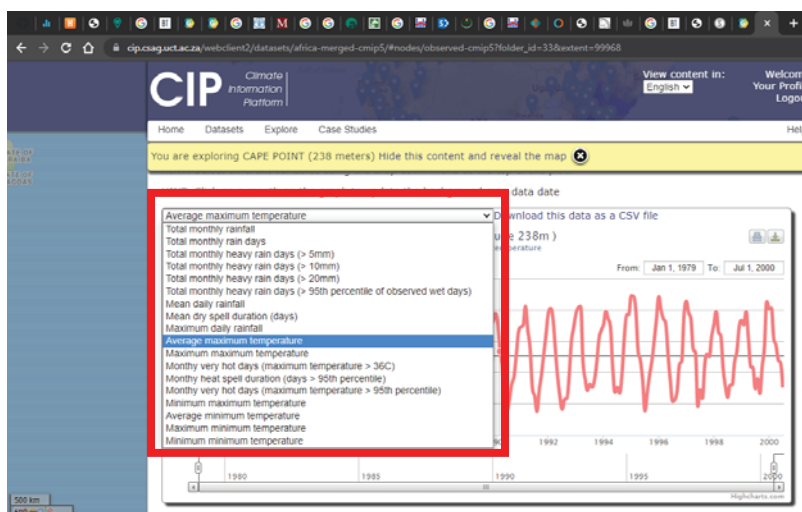 cip.csag.uct.ac.za/webclient2/datasets/africa-merged-cmip5/#nodes/observed-cmip5?folder_id=33&extent=99968
CIP Climate Information Platform
View content in:
English
Welcom
Your Profi
Logou
Home Datasets Explore Case Studies Hel
You are exploring CAPE POINT (238 meters) Hide this content and reveal the map
data date
Average maximum temperature
Download this data as a CSV file
Total monthly rainfall
Total monthly rain days
Total monthly heavy rain days (> 5mm)
Total monthly heavy rain days (> 10mm)
Total monthly heavy rain days (> 20mm)
Total monthly heavy rain days (> 95th percentile of observed wet days)
Mean daily rainfall
Mean dry spell duration (days)
Maximum daily rainfall
Average maximum temperature
Maximum maximum temperature
Monthy very hot days (maximum temperature > 36C)
Monthy heat spell duration (days > 95th percentile)
Monthy very hot days (maximum temperature > 95th percentile)
Minimum maximum temperature
Average minimum temperature
Maximum minimum temperature
Minimum minimum temperature
e 238m )
perature
From: Jan 1, 1979 To: Jul 1, 2000
1992 1994 1996 1998 2000
1980 1985 1990 1995 2000
Highcharts.com
500 km